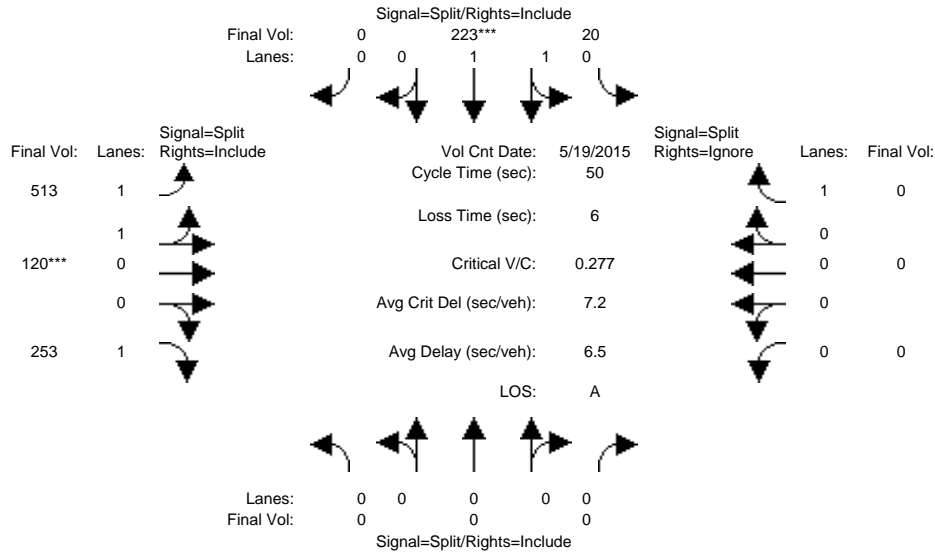 Signal=Split/Rights=Include
Final Vol: 0 223*** 20
Lanes: 0 0 1 1 0
Signal=Split
Final Vol: Lanes: Rights=Include
Vol Cnt Date: 5/19/2015
Signal=Split
Rights=Ignore Lanes: Final Vol:
Cycle Time (sec): 50
513 1
1 0
Loss Time (sec): 6
1
0
120*** 0
Critical V/C: 0.277
0 0
0
Avg Crit Del (sec/veh): 7.2
0
253 1
Avg Delay (sec/veh): 6.5
0 0
LOS: A
Lanes: 0 0 0 0 0
Final Vol: 0 0 0
Signal=Split/Rights=Include